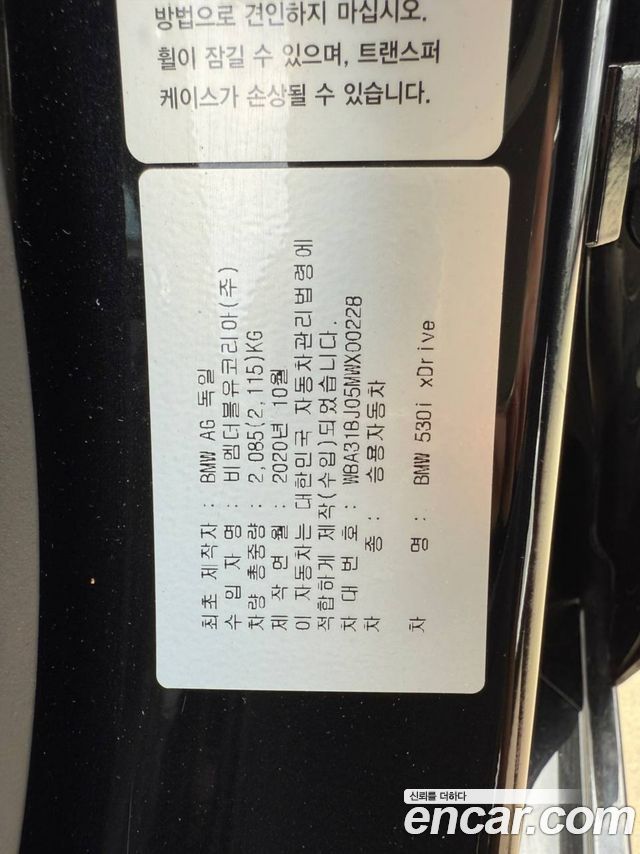 방법으로 견인하지 마십시오.
휠이 잠길 수 있으며, 트랜스퍼
케이스가 손상될 수 있습니다.
최초 제작자 : BMW AG 독일
수 입 자 명 : 비엠더블유코리아(주)
차량 총중량 : 2,085(2,115)KG
제 작 연 월 : 2020년 10월
이 자동차는 대한민국 자동차관리법령에
적합하게 제작(수입)되었습니다.
차 대 번 호 : WBA31BJ05MWX00228
차 종 : 승용자동차
차 명 : BMW 530i xDrive
신뢰를 더하다
encar.com